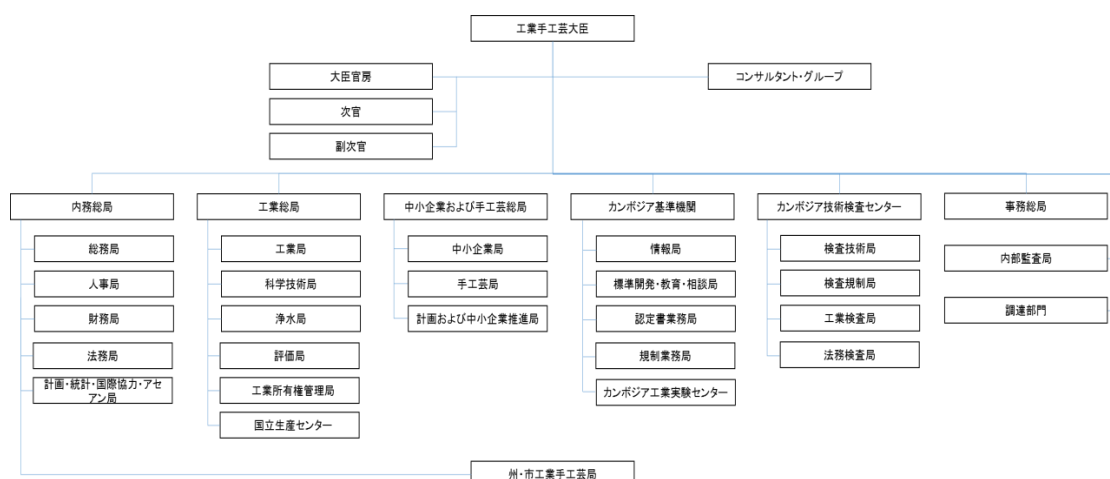 工業手工芸大臣
大臣官房
コンサルタント・グループ
次官
副次官
内務総局
工業総局
中小企業および手工芸総局
カンボジア基準機関
カンボジア技術検査センター
事務総局
総務局
工業局
中小企業局
情報局
検査技術局
内部監査局
人事局
科学技術局
手工芸局
標準開発・教育・相談局
検査規制局
財務局
浄水局
計画および中小企業推進局
認定書業務局
工業検査局
調達部門
法務局
評価局
規制業務局
法務検査局
計画・統計・国際協力・アセ
アン局
工業所有権管理局
カンボジア工業実験センター
国立生産センター
州・市工業手工芸局